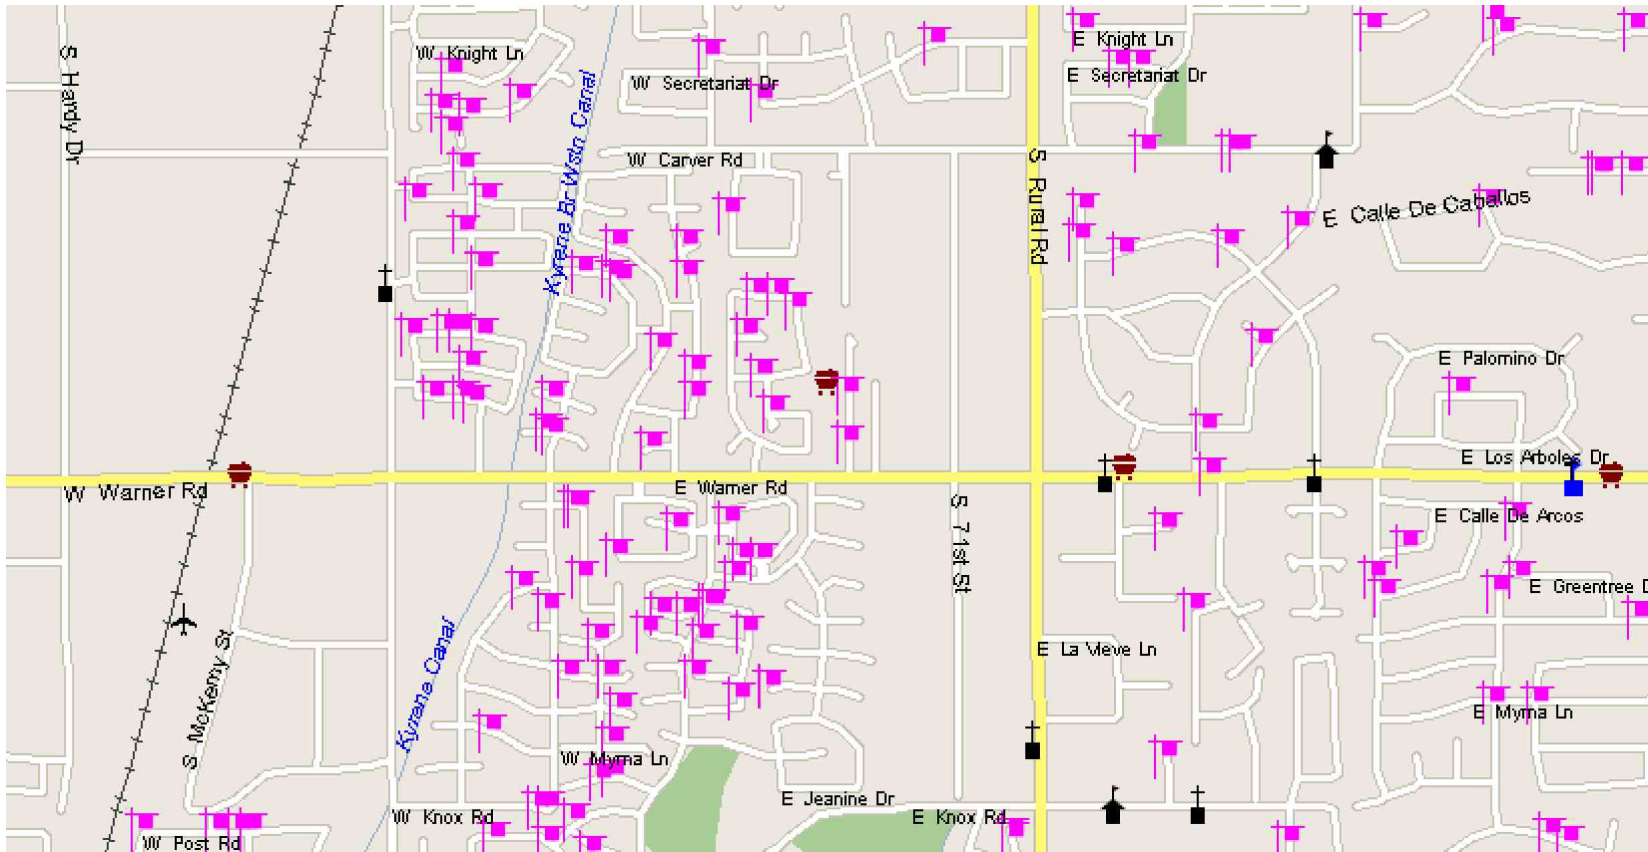 W Knight Ln
E Knight Ln
S Hardy Dr
W Secretariat Dr
E Secretariat Dr
Kyrene Br Wstn Canal
W Carver Rd
S Rural Rd
E Calle De Caballos
E Palomino Dr
E Los Arboles Dr
W Warner Rd
E Warner Rd
S 71st St
E Calle De Arcos
E Greentree D
S McKemy St
Kyrene Canal
E La Vieve Ln
E Myrna Ln
W Myrna Ln
E Jeanine Dr
W Knox Rd
E Knox Rd
W Post Rd